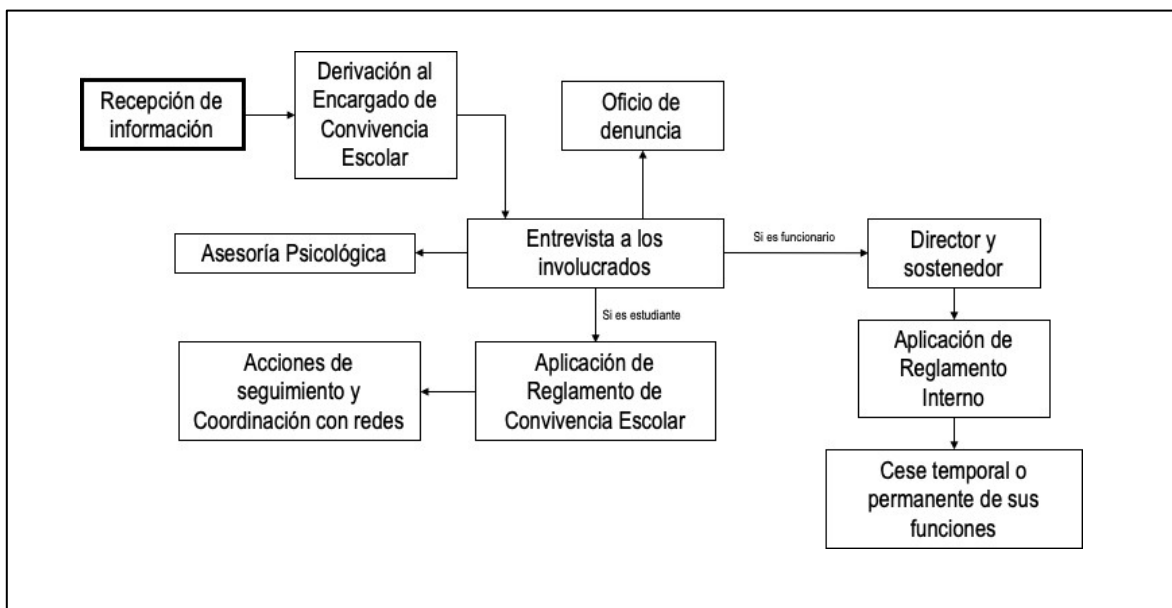 Recepción de
información
Derivación al
Encargado de
Convivencia
Escolar
Oficio de
denuncia
Asesoría Psicológica
Entrevista a los
involucrados
Si es funcionario
Director y
sostenedor
Si es estudiante
Acciones de
seguimiento y
Coordinación con redes
Aplicación de
Reglamento de
Convivencia Escolar
Aplicación de
Reglamento
Interno
Cese temporal o
permanente de sus
funciones